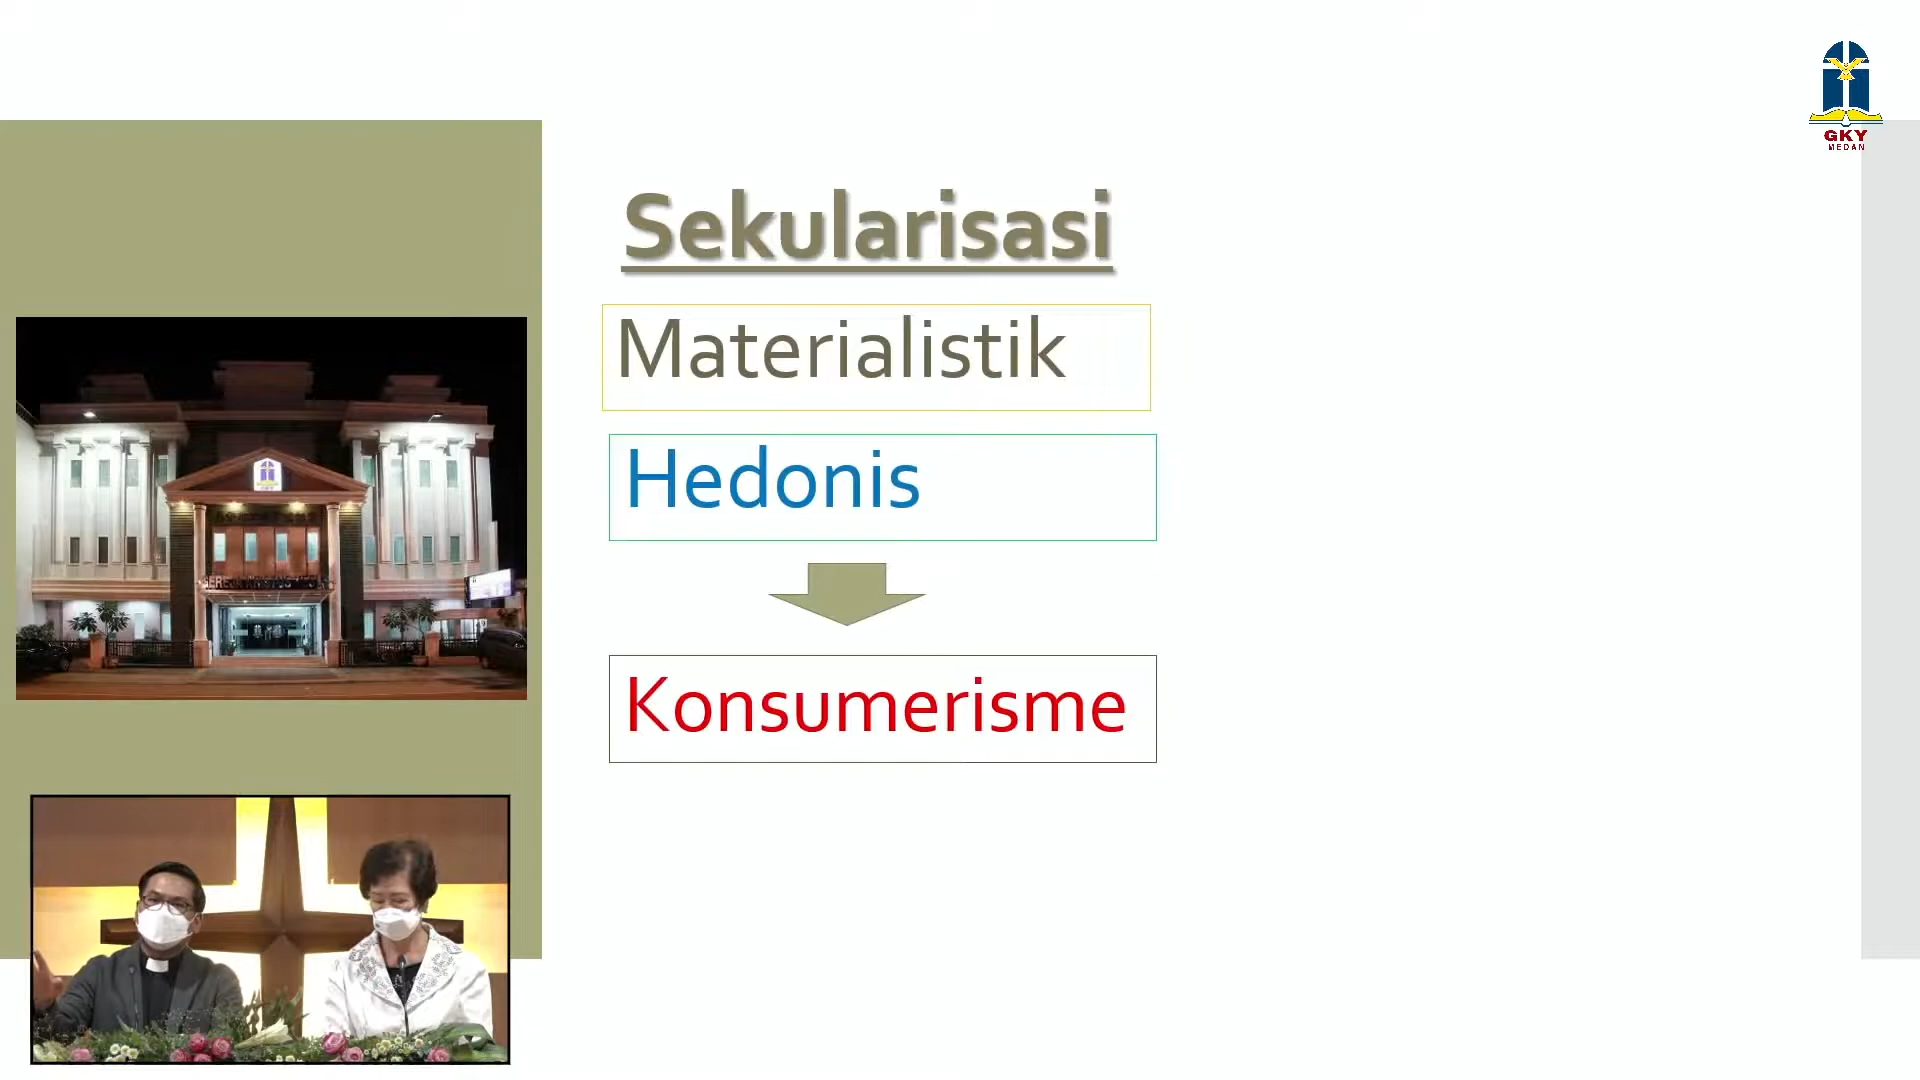 GKY
MEDAN
Sekularisasi
Materialistik
Hedonis
Konsumerisme